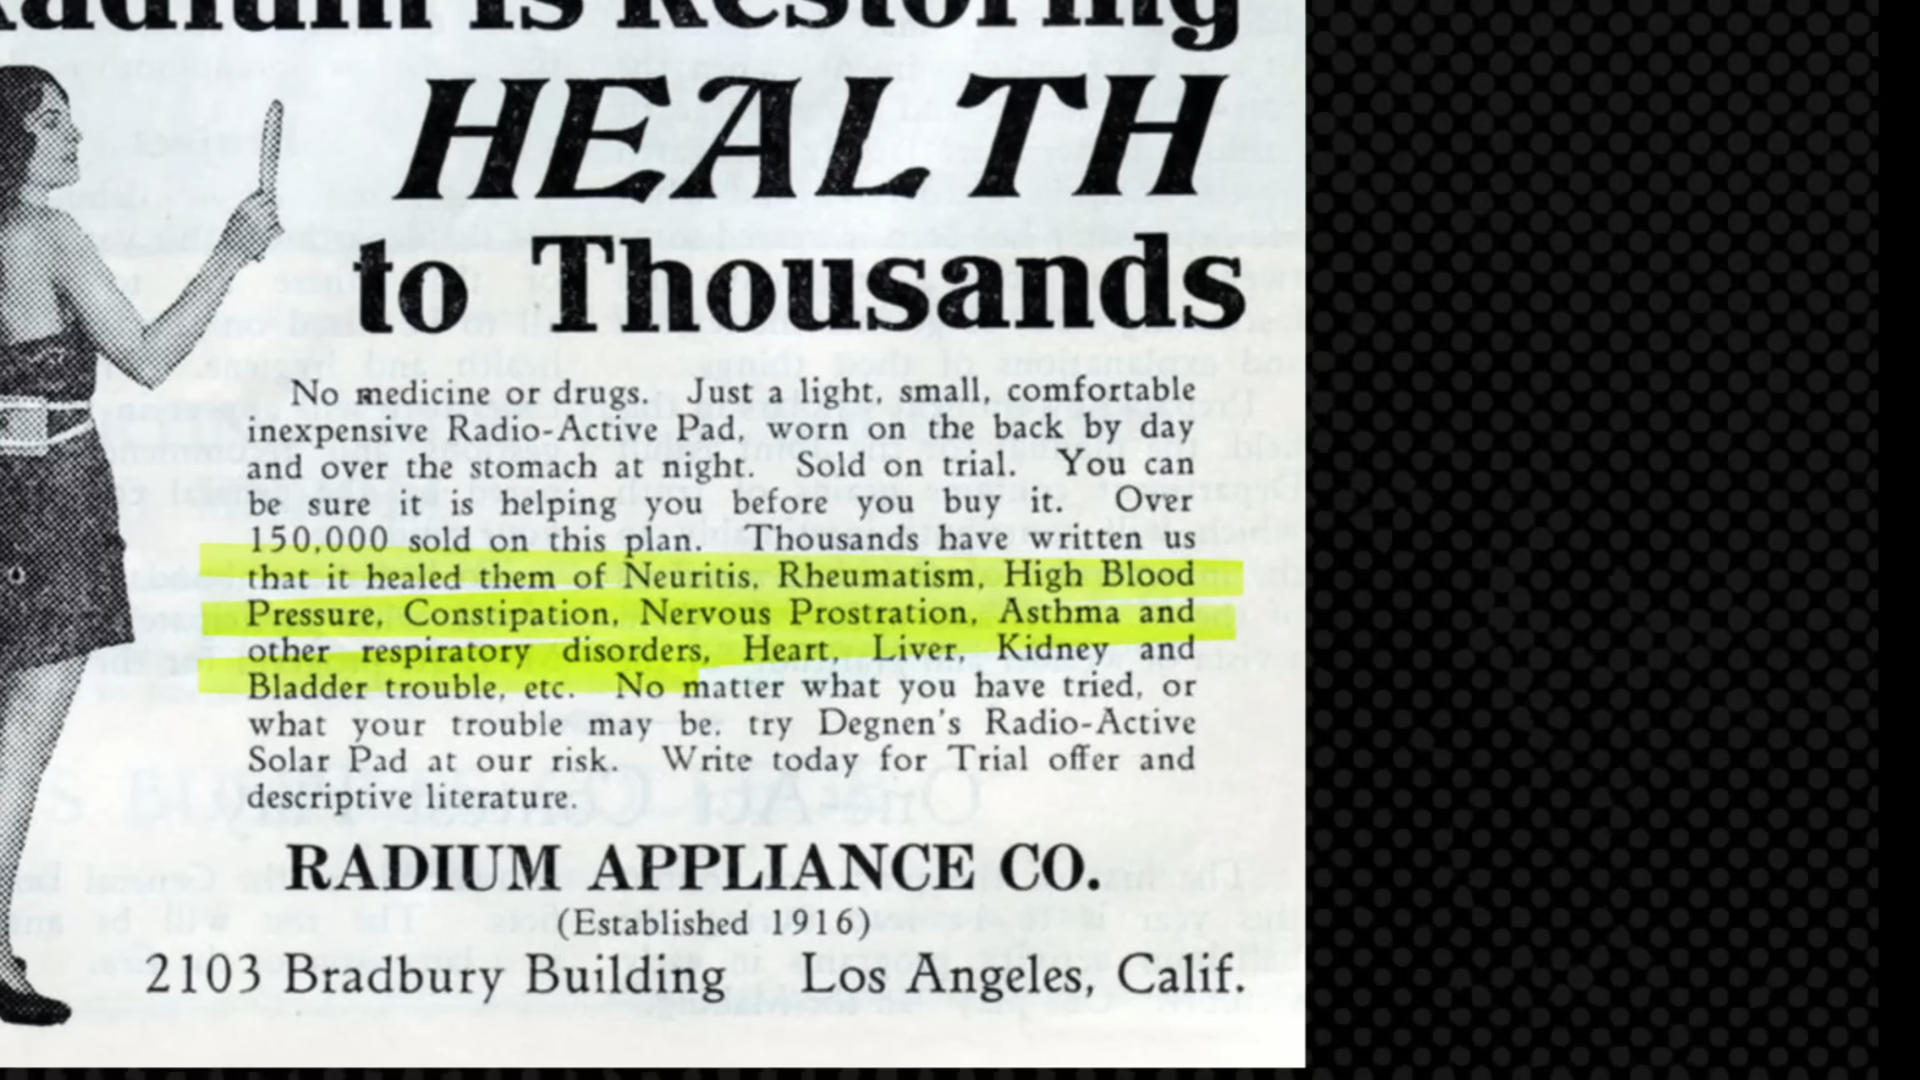 Radium is Restoring
HEALTH
to Thousands
No medicine or drugs. Just a light, small, comfortable
inexpensive Radio-Active Pad, worn on the back by day
and over the stomach at night. Sold on trial. You can
be sure it is helping you before you buy it. Over
150,000 sold on this plan. Thousands have written us
that it healed them of Neuritis, Rheumatism, High Blood
Pressure, Constipation, Nervous Prostration, Asthma and
other respiratory disorders, Heart, Liver, Kidney and
Bladder trouble, etc. No matter what you have tried, or
what your trouble may be, try Degnen's Radio-Active
Solar Pad at our risk. Write today for Trial offer and
descriptive literature.
RADIUM APPLIANCE CO.
(Established 1916)
2103 Bradbury Building Los Angeles, Calif.